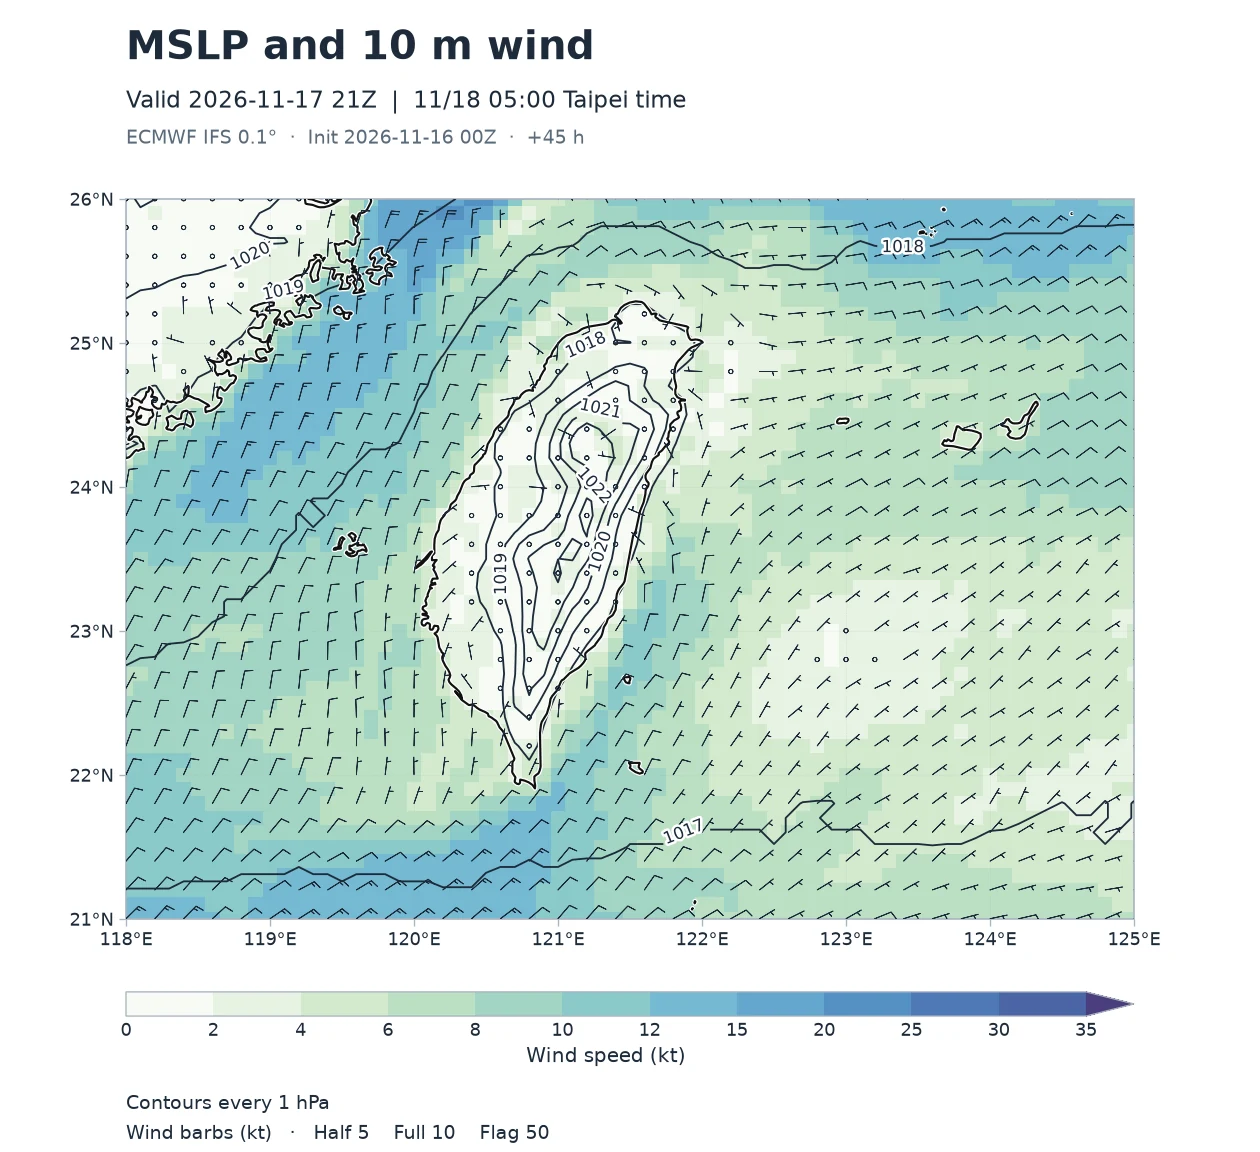 MSLP and 10 m wind
Valid 2026-11-17 21Z | 11/18 05:00 Taipei time
ECMWF IFS 0.1° · Init 2026-11-16 00Z · +45 h
26°N
25°N
24°N
23°N
22°N
21°N
1020
1019
1018
1018
1021
1022
1020
1019
1017
118°E 119°E 120°E 121°E 122°E 123°E 124°E 125°E
0 2 4 6 8 10 12 15 20 25 30 35
Wind speed (kt)
Contours every 1 hPa
Wind barbs (kt) · Half 5 Full 10 Flag 50